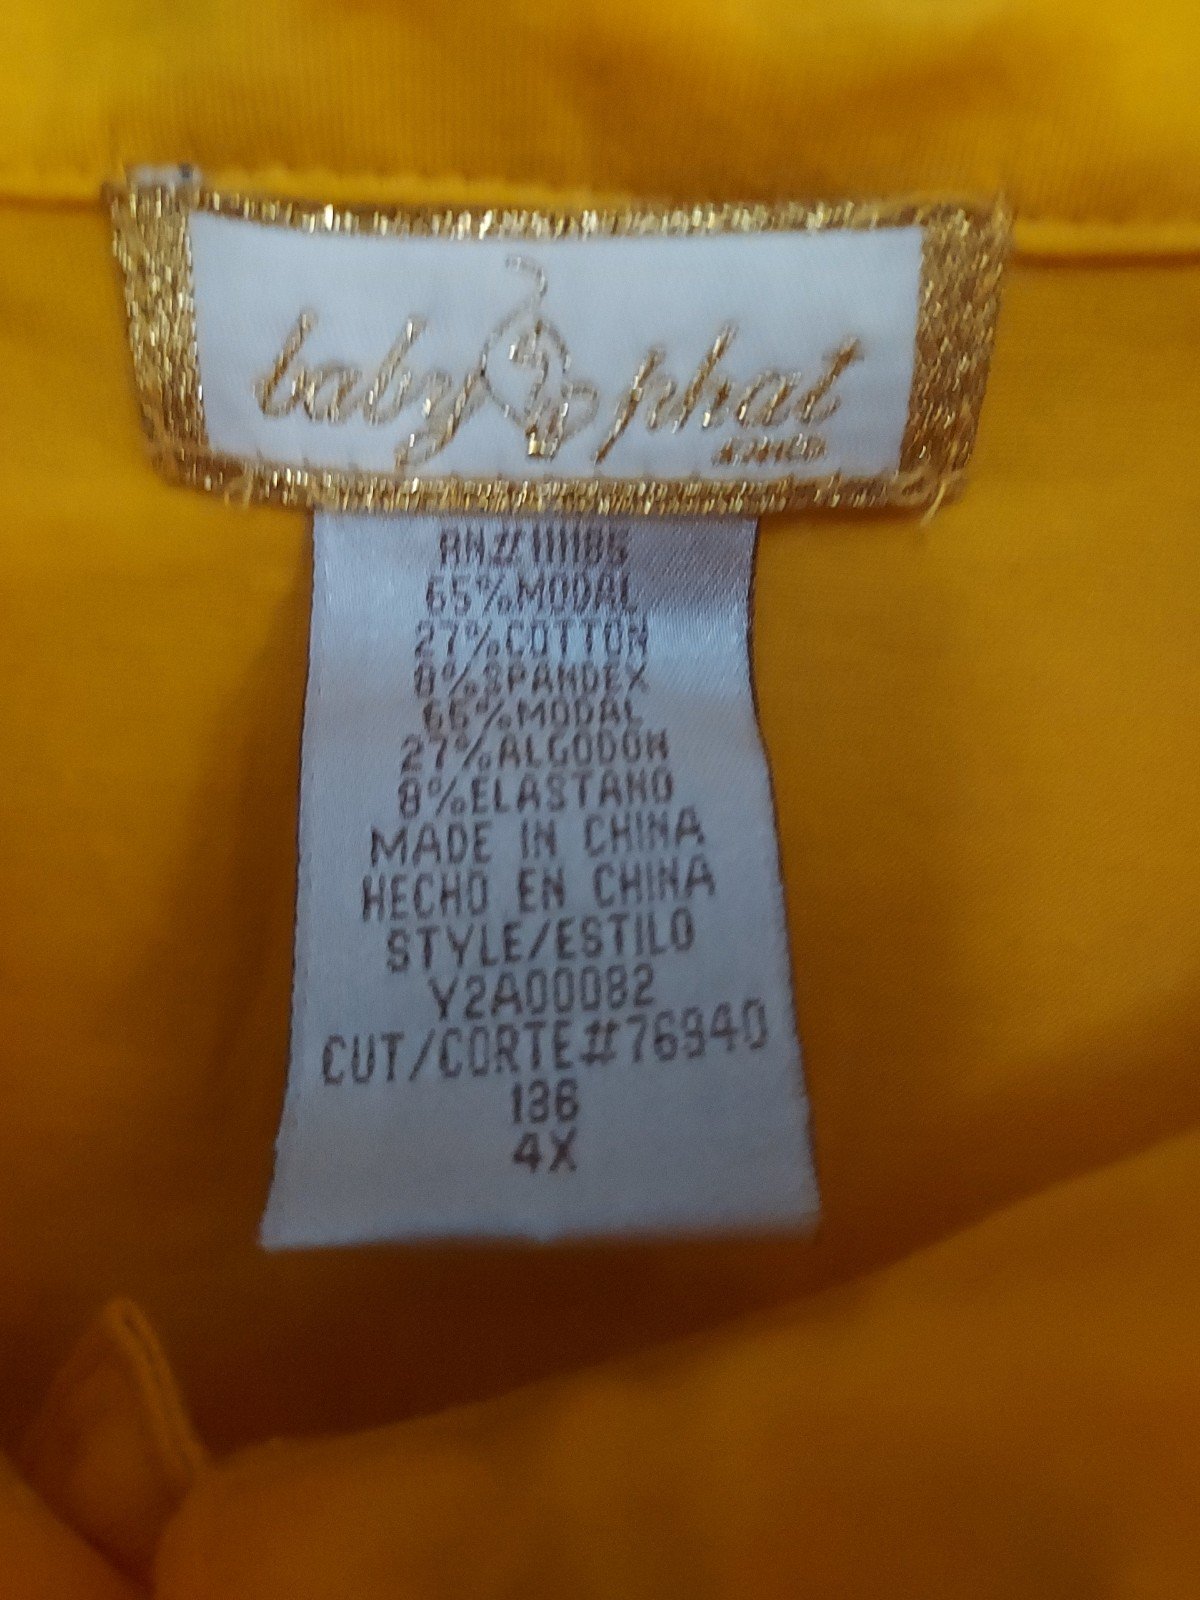 baby phat
RN#111185
65%MODAL
27%COTTON
8%SPANDEX
65%MODAL
27%ALGODON
8%ELASTANO
MADE IN CHINA
HECHO EN CHINA
STYLE/ESTILO
Y2A00082
CUT/CORTE#76940
136
4X